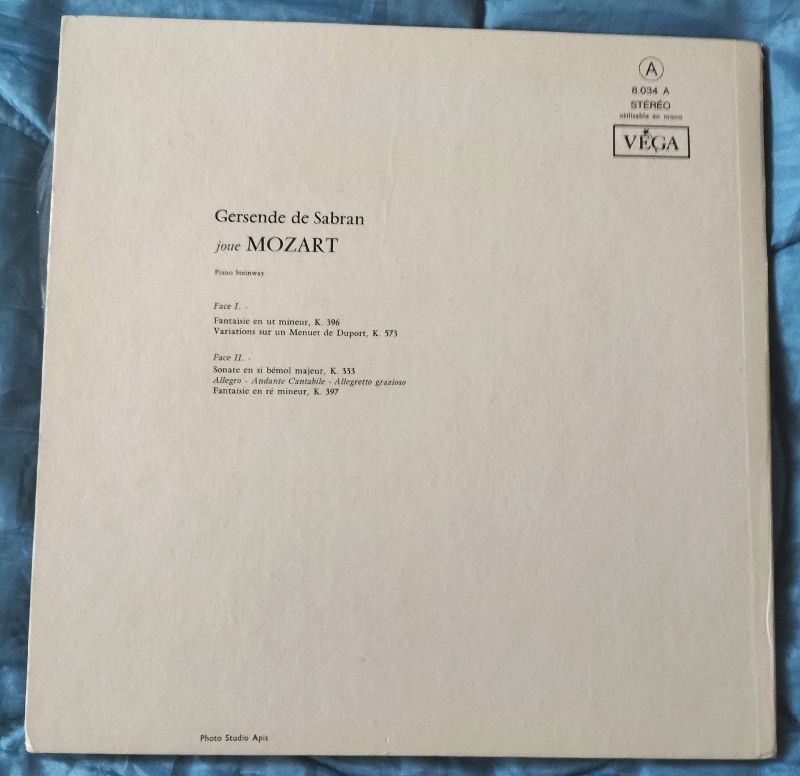 A
8.034 A
STÉRÉO
utilisable en mono
VÉGA
Gersende de Sabran
joue MOZART
Piano Steinway
Face I. -
Fantaisie en ut mineur, K. 396
Variations sur un Menuet de Duport, K. 573
Face II. -
Sonate en si bémol majeur, K. 333
Allegro - Andante Cantabile - Allegretto grazioso
Fantaisie en ré mineur, K. 397
Photo Studio Apis